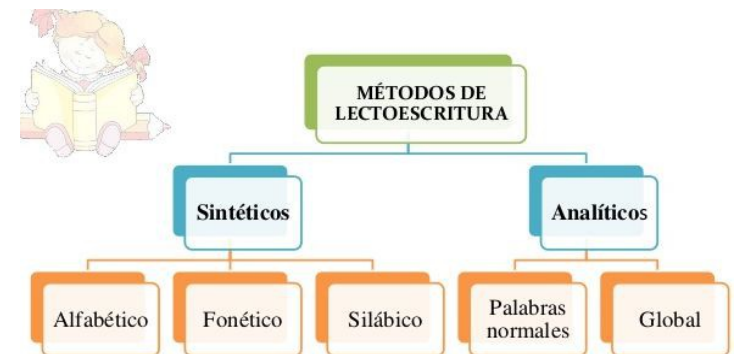 MÉTODOS DE
LECTOESCRITURA
Sintéticos
Analíticos
Alfabético
Fonético
Silábico
Palabras
normales
Global